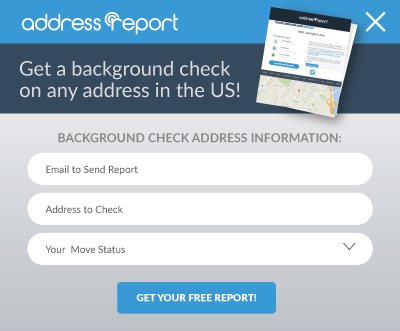 address report
Get a background check
on any address in the US!
BACKGROUND CHECK ADDRESS INFORMATION:
Email to Send Report
Address to Check
Your Move Status
GET YOUR FREE REPORT!